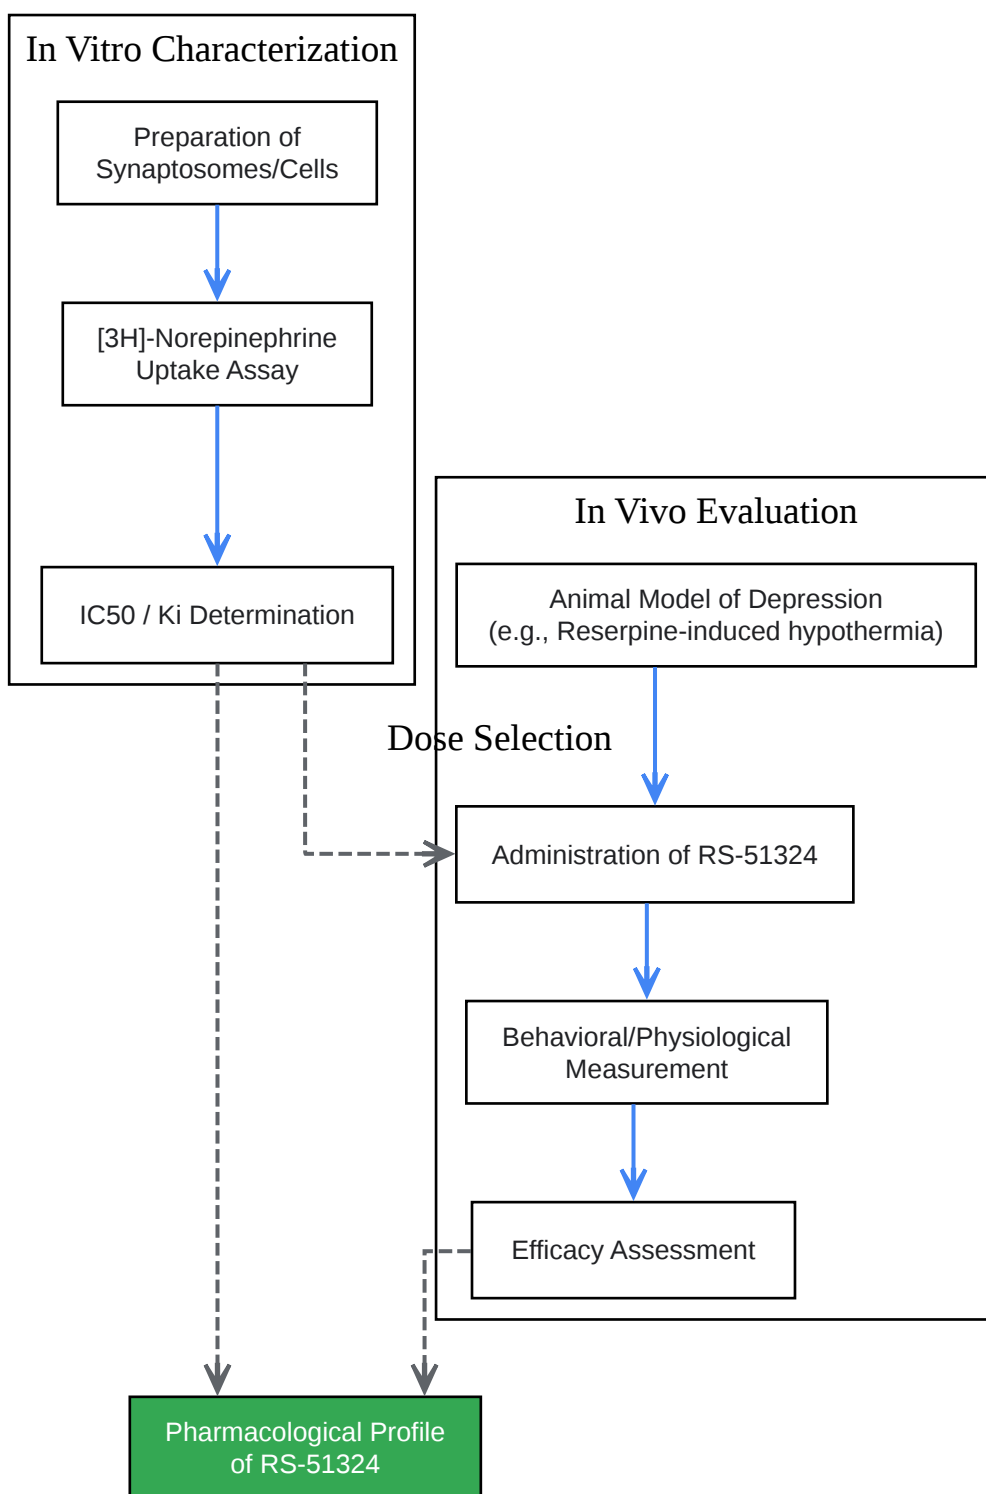 In Vitro Characterization
Preparation of
Synaptosomes/Cells
[3H]-Norepinephrine
Uptake Assay
IC50 / Ki Determination
In Vivo Evaluation
Animal Model of Depression
(e.g., Reserpine-induced hypothermia)
Dose Selection
Administration of RS-51324
Behavioral/Physiological
Measurement
Efficacy Assessment
Pharmacological Profile
of RS-51324